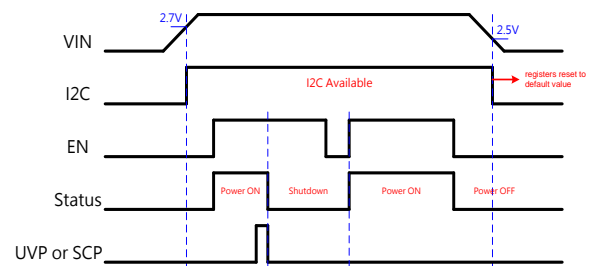 2.7V
VIN
2.5V
I2C
I2C Available
registers reset to
default value
EN
Status
Power ON
Shutdown
Power ON
Power OFF
UVP or SCP